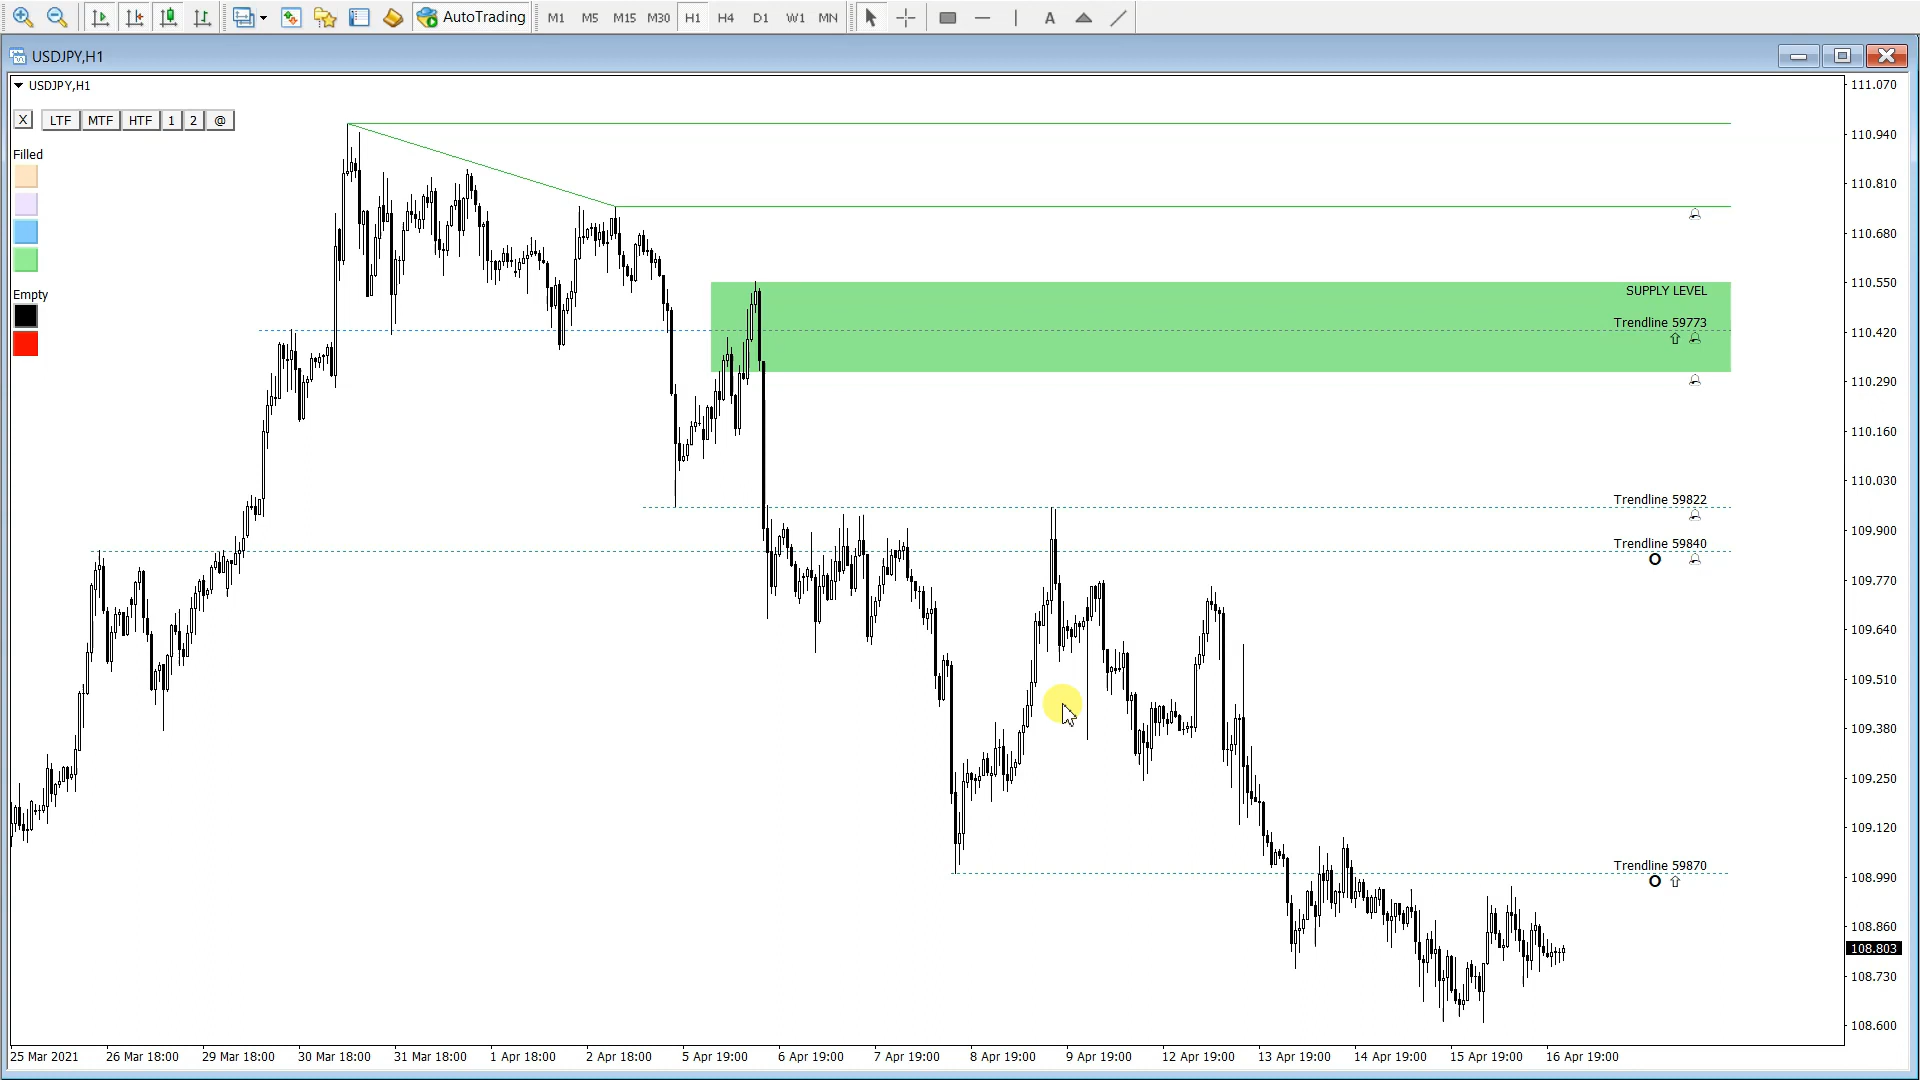 AutoTrading M1 M5 M15 M30 H1 H4 D1 W1 MN A
USDJPY,H1
USDJPY,H1
111.070
X LTF MTF HTF 1 2 @
110.940
Filled
110.810
110.680
110.550
SUPPLY LEVEL
Empty
Trendline 59773
110.420
110.290
110.160
110.030
Trendline 59822
109.900
Trendline 59840
109.770
109.640
109.510
109.380
109.250
109.120
Trendline 59870
108.990
108.860
108.803
108.730
108.600
25 Mar 2021 26 Mar 18:00 29 Mar 18:00 30 Mar 18:00 31 Mar 18:00 1 Apr 18:00 2 Apr 18:00 5 Apr 19:00 6 Apr 19:00 7 Apr 19:00 8 Apr 19:00 9 Apr 19:00 12 Apr 19:00 13 Apr 19:00 14 Apr 19:00 15 Apr 19:00 16 Apr 19:00